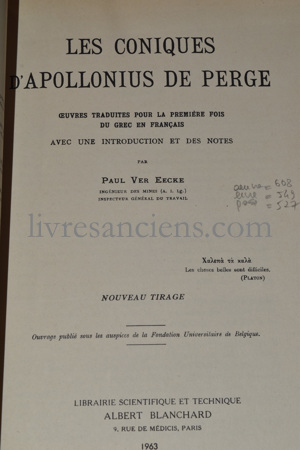 LES CONIQUES
D'APOLLONIUS DE PERGE
ŒUVRES TRADUITES POUR LA PREMIÈRE FOIS
DU GREC EN FRANÇAIS
AVEC UNE INTRODUCTION ET DES NOTES
PAR
PAUL VER EECKE
INGÉNIEUR DES MINES (A. I. Lg.)
INSPECTEUR GÉNÉRAL DU TRAVAIL
= 608
= 
= 527
livresanciens.com
Χαλεπὰ τὰ καλά
Les choses belles sont difficiles.
(PLATON)
NOUVEAU TIRAGE
Ouvrage publié sous les auspices de la Fondation Universitaire de Belgique.
LIBRAIRIE SCIENTIFIQUE ET TECHNIQUE
ALBERT BLANCHARD
9, RUE DE MÉDICIS, PARIS
1963